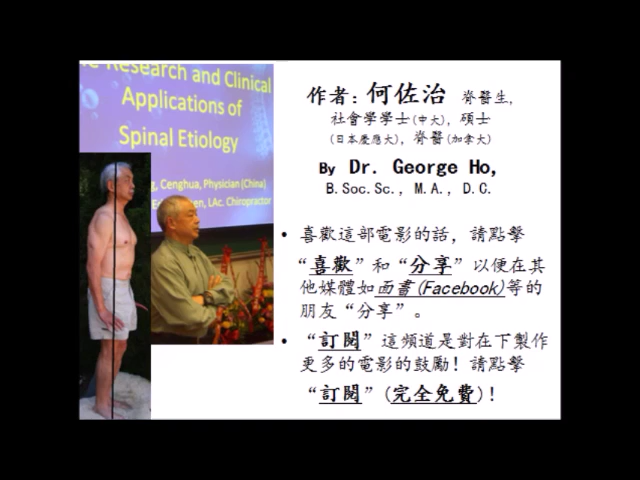 Research and Clinical
Applications of
Spinal Etiology
Cenghua, Physician (China)
LAc. Chiropractor
作者：何佐治 脊醫生，
社會學學士(中大)，碩士
(日本慶應大)，脊醫(加拿大)
By Dr. George Ho,
B.Soc.Sc., M.A., D.C.
• 喜歡這部電影的話，請點擊
“喜歡”和“分享”以便在其
他媒體如面書(Facebook)等的
朋友“分享”。
• “訂閱”這頻道是對在下製作
更多的電影的鼓勵！請點擊
“訂閱”(完全免費)！